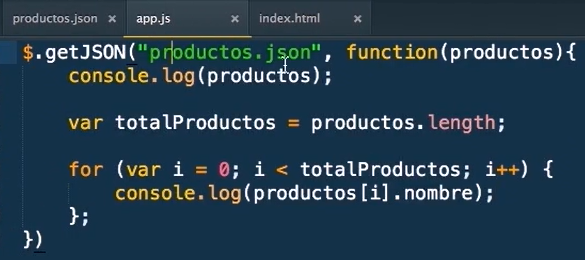 productos.json × app.js × index.html ×
$.getJSON("productos.json", function(productos){
    console.log(productos);
    var totalProductos = productos.length;
    for (var i = 0; i < totalProductos; i++) {
        console.log(productos[i].nombre);
    };
})